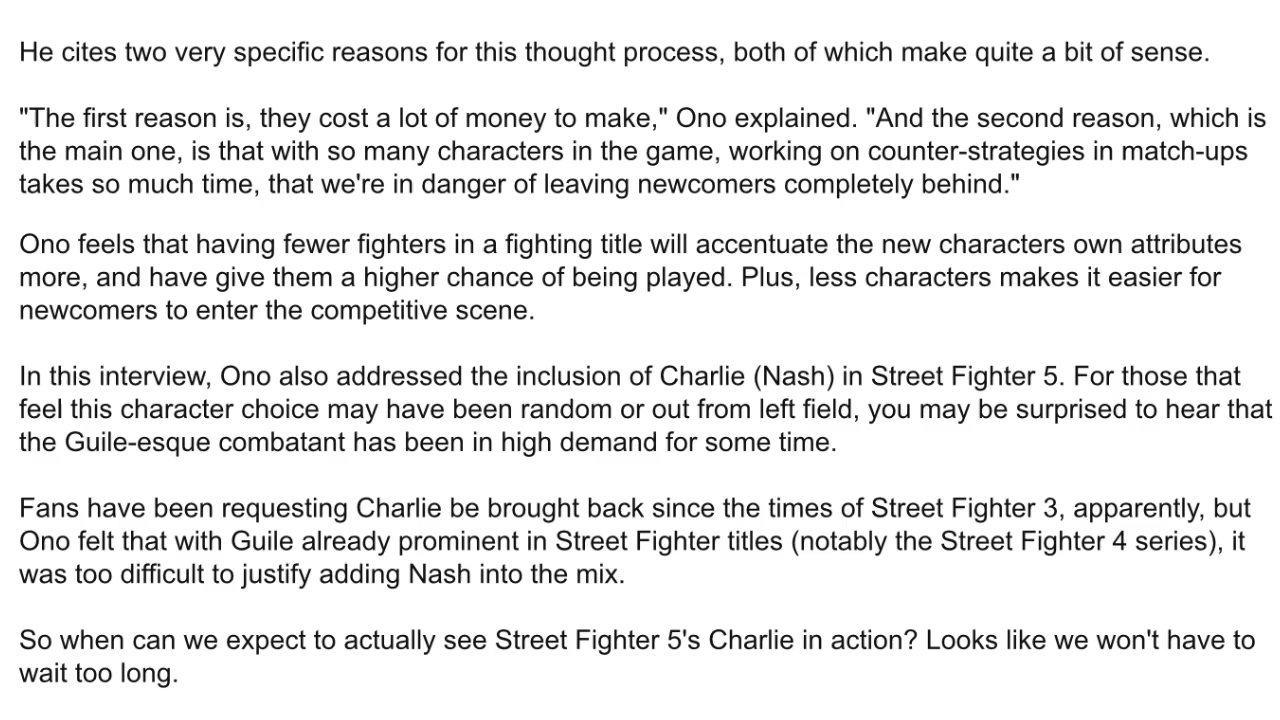 He cites two very specific reasons for this thought process, both of which make quite a bit of sense.
"The first reason is, they cost a lot of money to make," Ono explained. "And the second reason, which is
the main one, is that with so many characters in the game, working on counter-strategies in match-ups
takes so much time, that we're in danger of leaving newcomers completely behind."
Ono feels that having fewer fighters in a fighting title will accentuate the new characters own attributes
more, and have give them a higher chance of being played. Plus, less characters makes it easier for
newcomers to enter the competitive scene.
In this interview, Ono also addressed the inclusion of Charlie (Nash) in Street Fighter 5. For those that
feel this character choice may have been random or out from left field, you may be surprised to hear that
the Guile-esque combatant has been in high demand for some time.
Fans have been requesting Charlie be brought back since the times of Street Fighter 3, apparently, but
Ono felt that with Guile already prominent in Street Fighter titles (notably the Street Fighter 4 series), it
was too difficult to justify adding Nash into the mix.
So when can we expect to actually see Street Fighter 5's Charlie in action? Looks like we won't have to
wait too long.